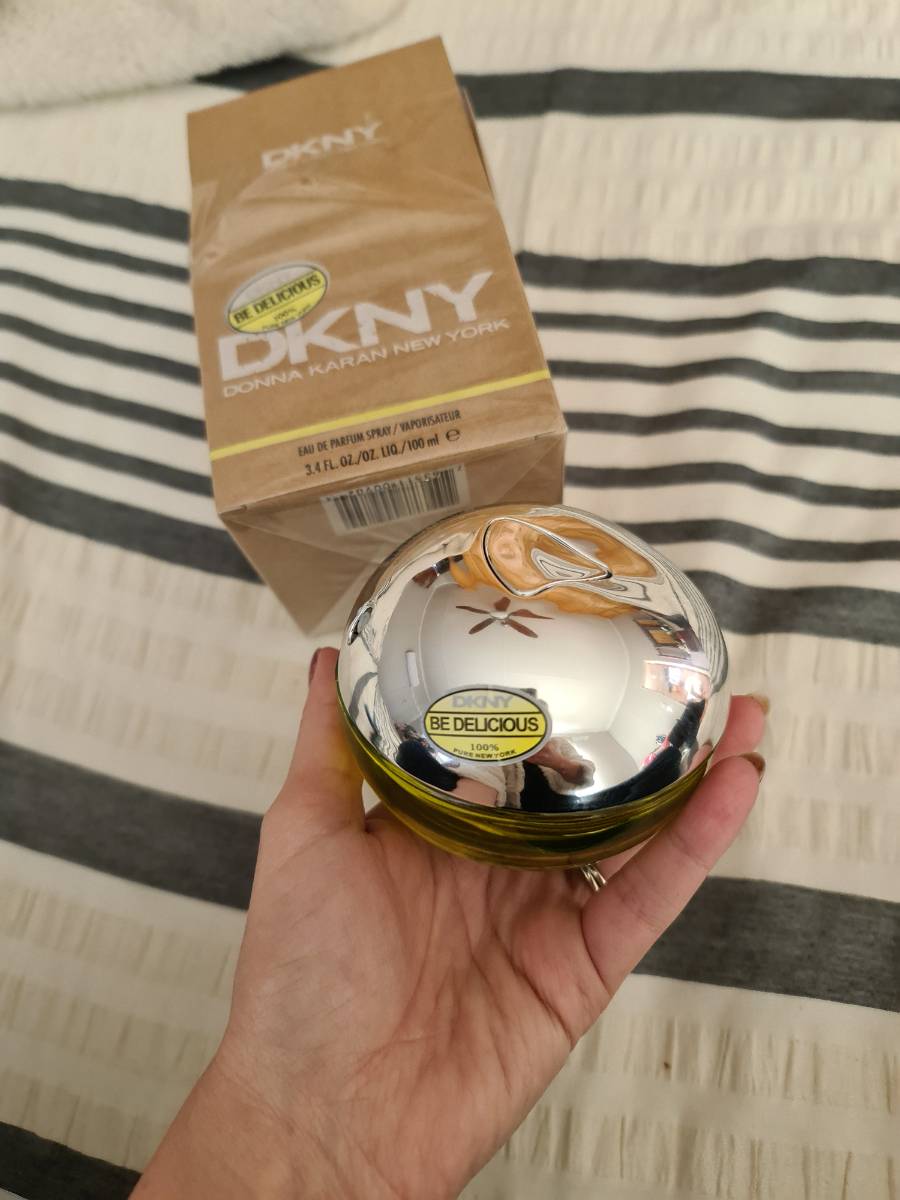 DKNY
BE DELICIOUS
100%
DKNY
DONNA KARAN NEW YORK
EAU DE PARFUM SPRAY / VAPORISATEUR
3.4 FL. OZ./OZ. LIQ./100 ml ℮
DKNY
BE DELICIOUS
100%
PURE NEW YORK